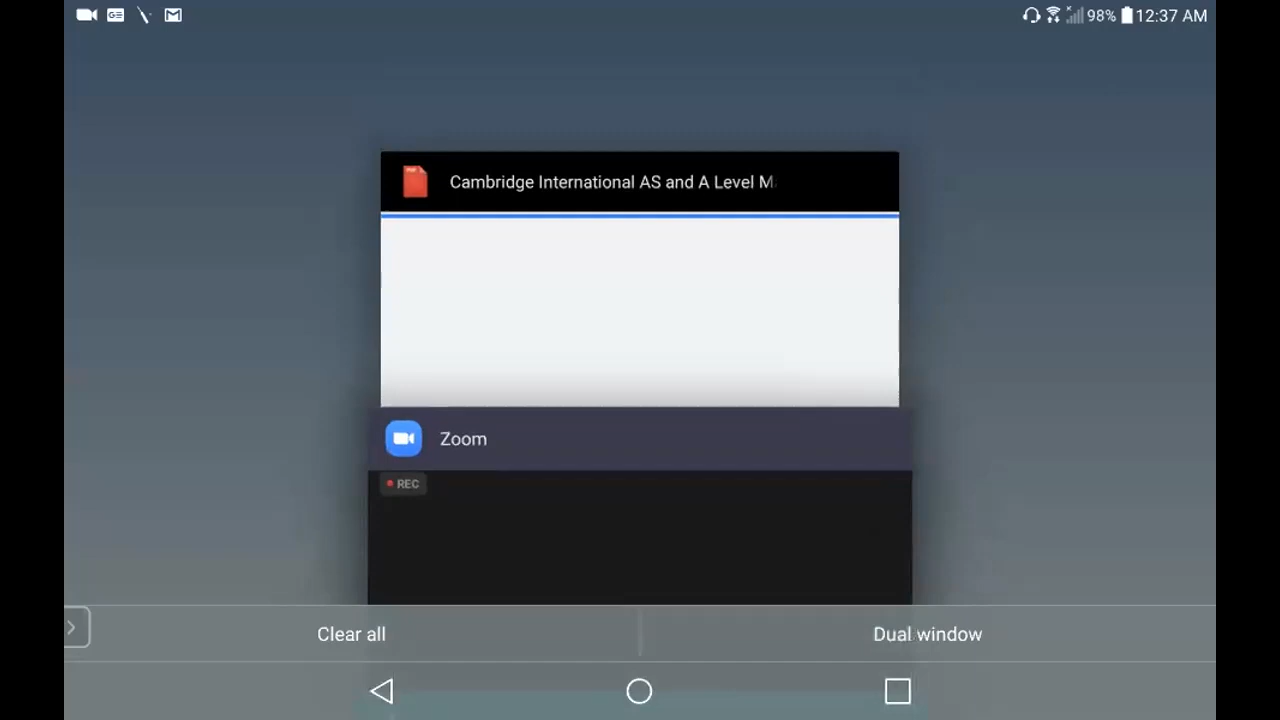 98% 12:37 AM
Cambridge International AS and A Level M
Zoom
REC
Clear all
Dual window